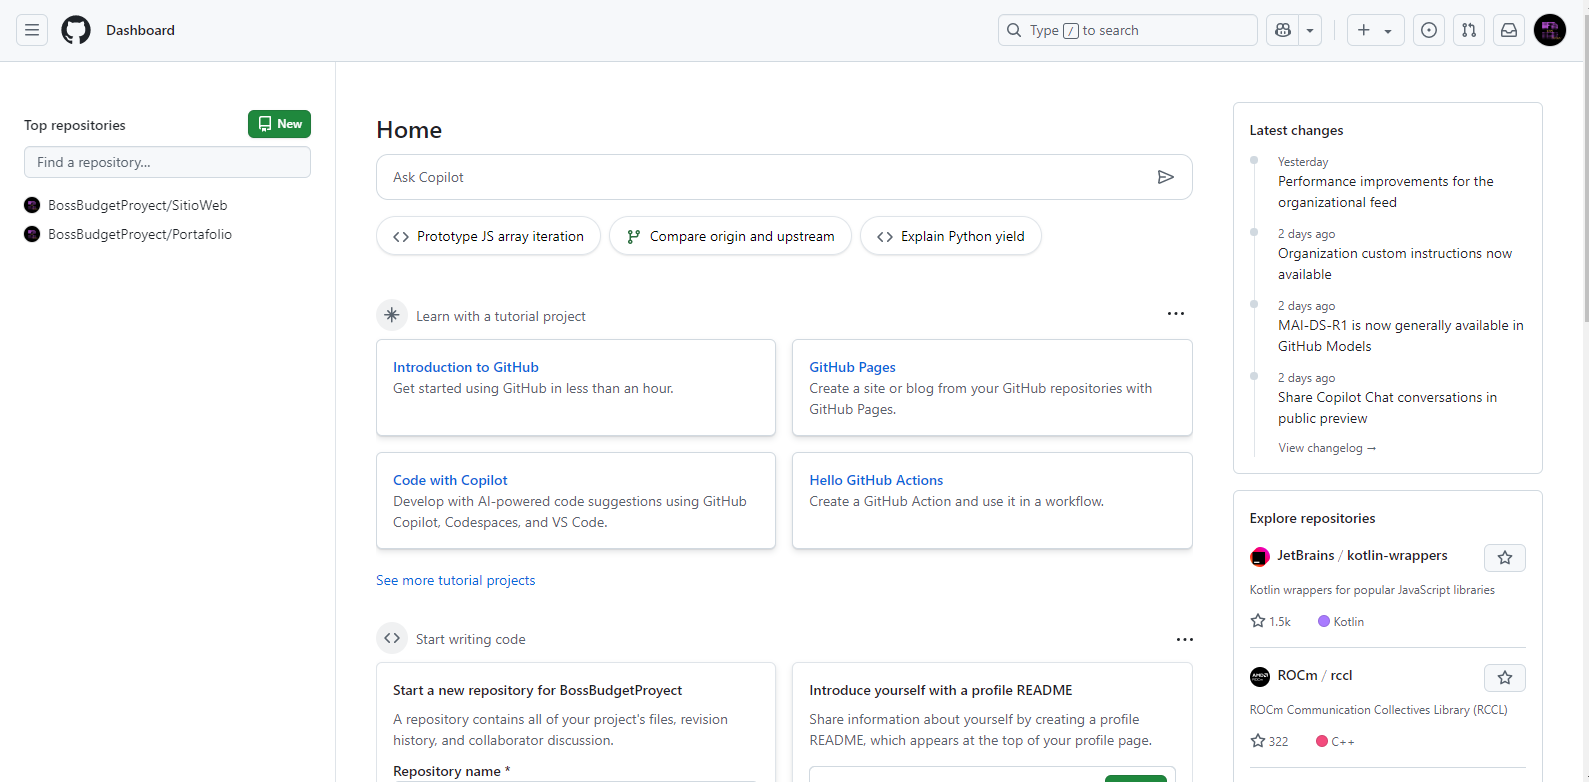 Dashboard
Type / to search
Top repositories
New
Find a repository...
BossBudgetProyect/SitioWeb
BossBudgetProyect/Portafolio
Home
Ask Copilot
Prototype JS array iteration
Compare origin and upstream
Explain Python yield
Learn with a tutorial project
Introduction to GitHub
Get started using GitHub in less than an hour.
GitHub Pages
Create a site or blog from your GitHub repositories with
GitHub Pages.
Code with Copilot
Develop with AI-powered code suggestions using GitHub
Copilot, Codespaces, and VS Code.
Hello GitHub Actions
Create a GitHub Action and use it in a workflow.
See more tutorial projects
Start writing code
Start a new repository for BossBudgetProyect
A repository contains all of your project's files, revision
history, and collaborator discussion.
Repository name *
Introduce yourself with a profile README
Share information about yourself by creating a profile
README, which appears at the top of your profile page.
Latest changes
Yesterday
Performance improvements for the
organizational feed
2 days ago
Organization custom instructions now
available
2 days ago
MAI-DS-R1 is now generally available in
GitHub Models
2 days ago
Share Copilot Chat conversations in
public preview
View changelog →
Explore repositories
JetBrains / kotlin-wrappers
Kotlin wrappers for popular JavaScript libraries
1.5k
Kotlin
ROCm / rccl
ROCm Communication Collectives Library (RCCL)
322
C++